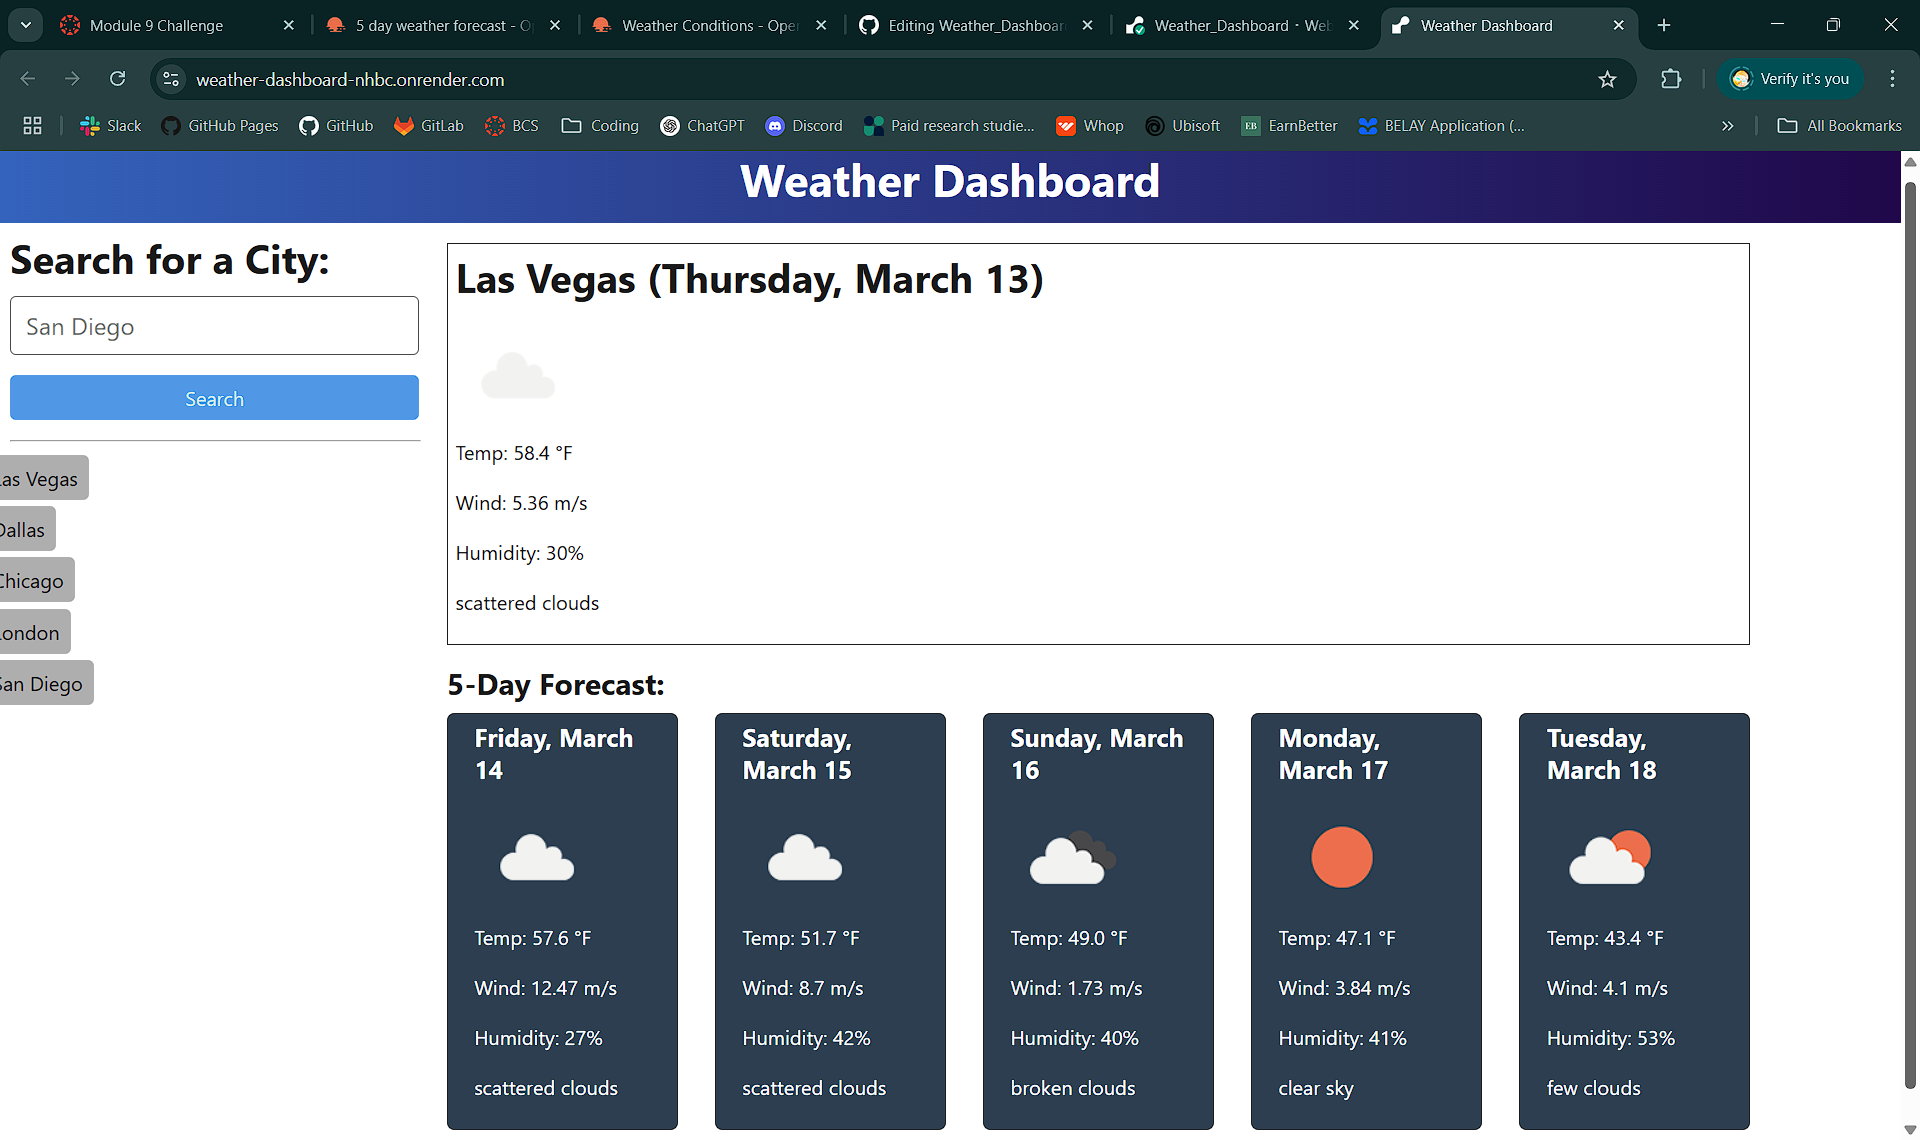 Module 9 Challenge
5 day weather forecast - O
Weather Conditions - Ope
Editing Weather_Dashboar
Weather_Dashboard · Web
Weather Dashboard
weather-dashboard-nhbc.onrender.com
Verify it's you
Slack
GitHub Pages
GitHub
GitLab
BCS
Coding
ChatGPT
Discord
Paid research studie...
Whop
Ubisoft
EB
EarnBetter
BELAY Application (...
All Bookmarks
Weather Dashboard
Search for a City:
San Diego
Search
Las Vegas
Dallas
Chicago
London
San Diego
Las Vegas (Thursday, March 13)
Temp: 58.4 °F
Wind: 5.36 m/s
Humidity: 30%
scattered clouds
5-Day Forecast:
Friday, March
14
Temp: 57.6 °F
Wind: 12.47 m/s
Humidity: 27%
scattered clouds
Saturday,
March 15
Temp: 51.7 °F
Wind: 8.7 m/s
Humidity: 42%
scattered clouds
Sunday, March
16
Temp: 49.0 °F
Wind: 1.73 m/s
Humidity: 40%
broken clouds
Monday,
March 17
Temp: 47.1 °F
Wind: 3.84 m/s
Humidity: 41%
clear sky
Tuesday,
March 18
Temp: 43.4 °F
Wind: 4.1 m/s
Humidity: 53%
few clouds